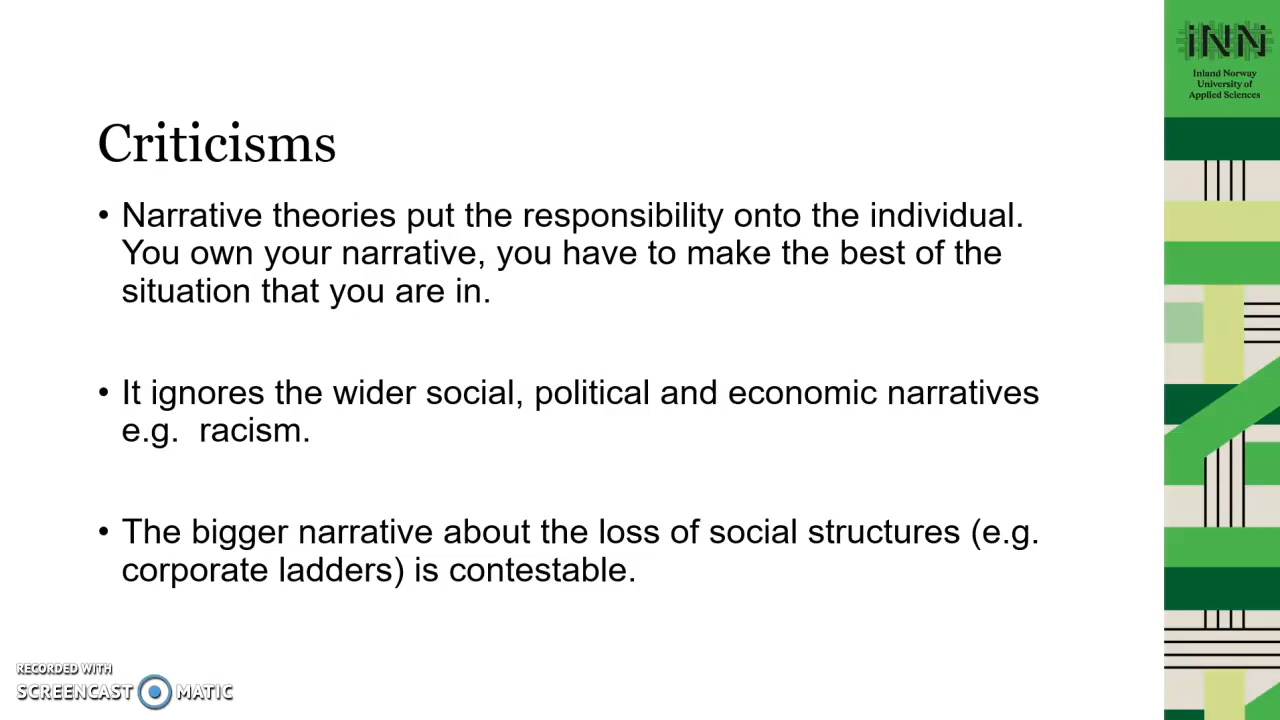 iNN
Inland Norway
University of
Applied Sciences
Criticisms
• Narrative theories put the responsibility onto the individual.
You own your narrative, you have to make the best of the
situation that you are in.
• It ignores the wider social, political and economic narratives
e.g.  racism.
• The bigger narrative about the loss of social structures (e.g.
corporate ladders) is contestable.
RECORDED WITH
SCREENCAST MATIC